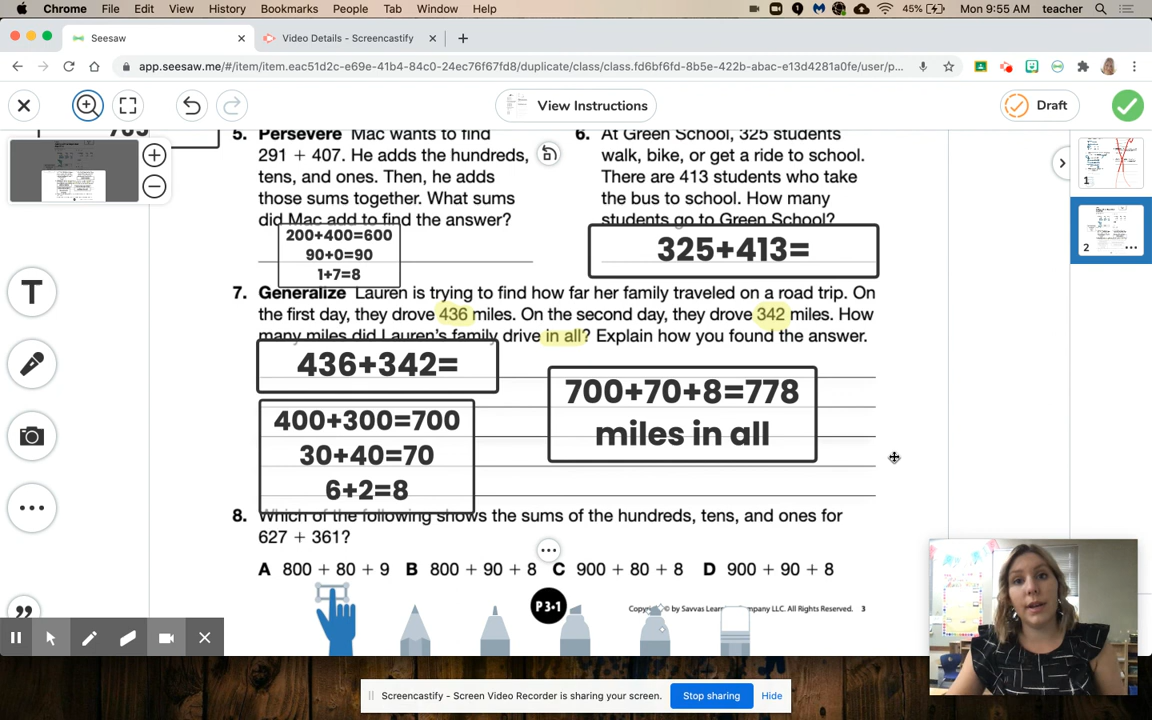 Chrome File Edit View History Bookmarks People Tab Window Help 45% Mon 9:55 AM teacher
Seesaw Video Details - Screencastify
app.seesaw.me/#/item/item.eac51d2c-e69e-41b4-84c0-24ec76f67fd8/duplicate/class/class.fd6bf6fd-8b5e-422b-abac-e13d4281a0fe/user/p...
View Instructions
Draft
5. Persevere Mac wants to find
291 + 407. He adds the hundreds,
tens, and ones. Then, he adds
those sums together. What sums
did Mac add to find the answer?
200+400=600
90+0=90
1+7=8
6. At Green School, 325 students
walk, bike, or get a ride to school.
There are 413 students who take
the bus to school. How many
students go to Green School?
325+413=
7. Generalize Lauren is trying to find how far her family traveled on a road trip. On
the first day, they drove 436 miles. On the second day, they drove 342 miles. How
many miles did Lauren's family drive in all? Explain how you found the answer.
436+342=
400+300=700
30+40=70
6+2=8
700+70+8=778
miles in all
8. Which of the following shows the sums of the hundreds, tens, and ones for
627 + 361?
A 800 + 80 + 9 B 800 + 90 + 8 C 900 + 80 + 8 D 900 + 90 + 8
P 3•1
by Savvas All Rights Reserved. 3
1
2
T
Screencastify - Screen Video Recorder is sharing your screen. Stop sharing Hide